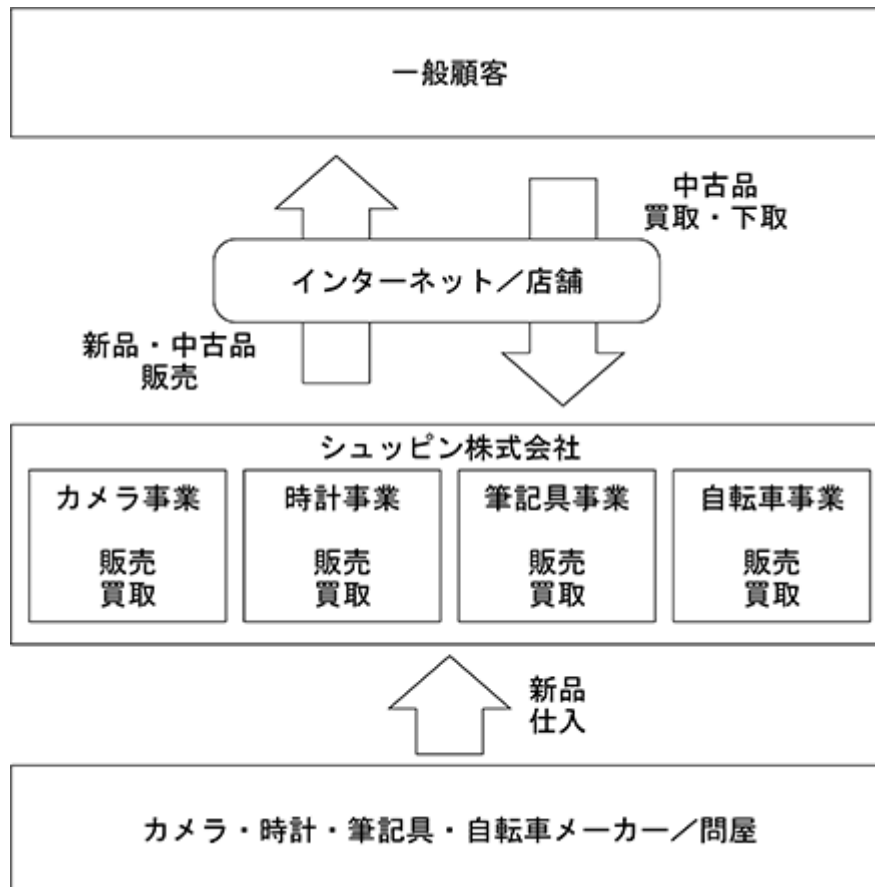 一般顧客
中古品
買取・下取
インターネット／店舗
新品・中古品
販売
シュッピン株式会社
カメラ事業
販売
買取
時計事業
販売
買取
筆記具事業
販売
買取
自転車事業
販売
買取
新品
仕入
カメラ・時計・筆記具・自転車メーカー／問屋